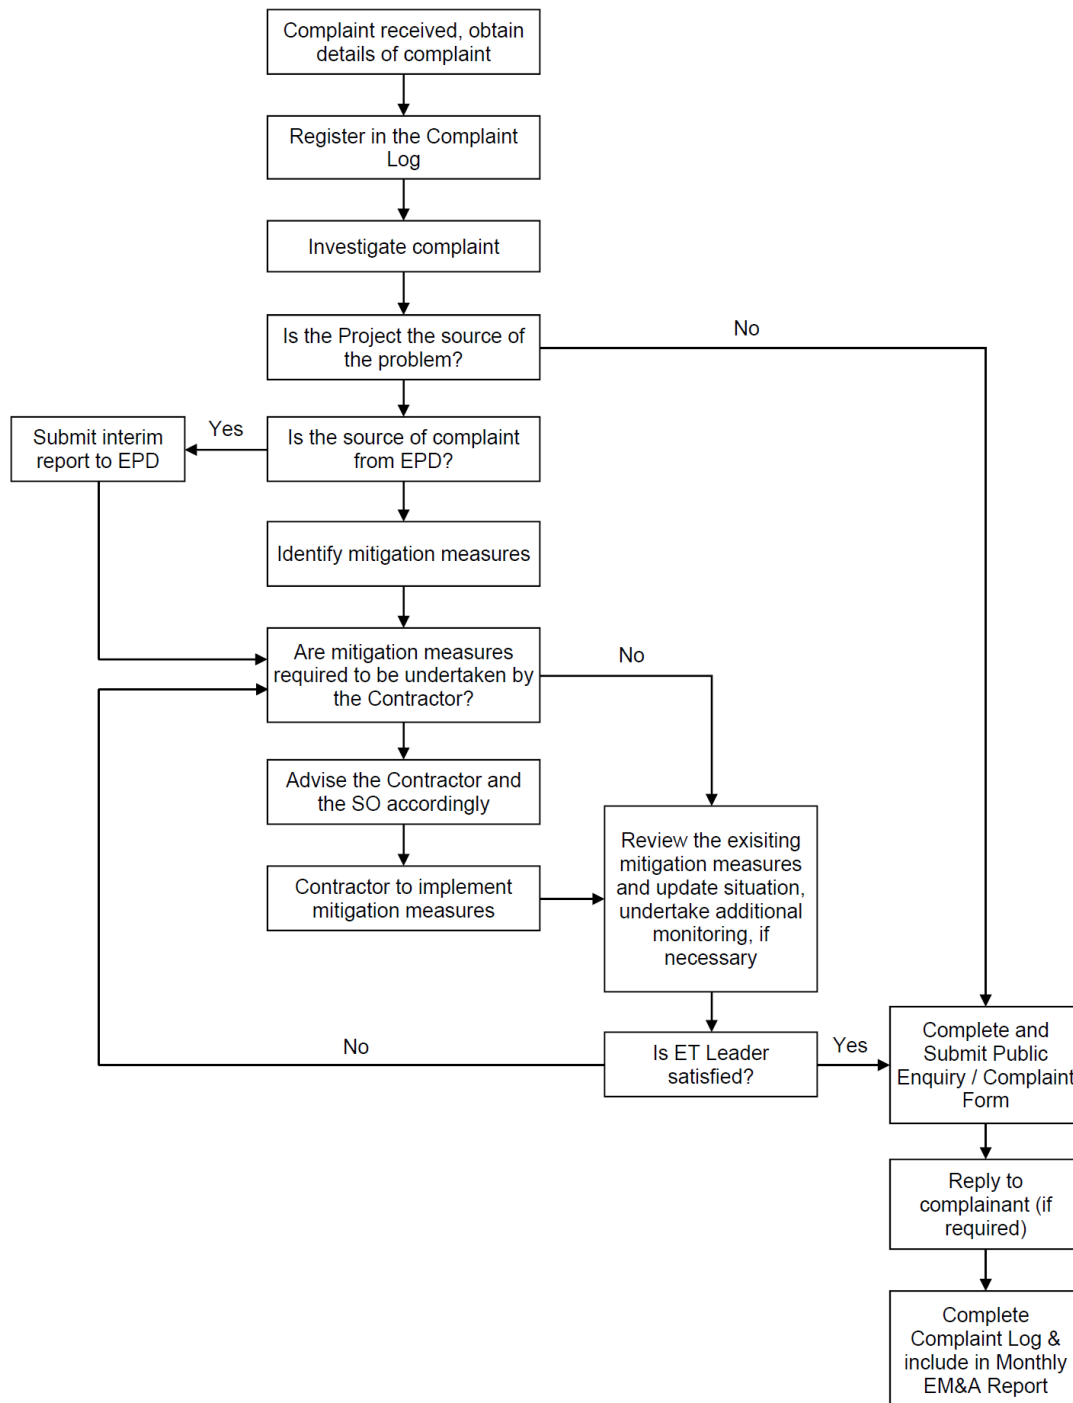 Complaint received, obtain
details of complaint
Register in the Complaint
Log
Investigate complaint
Is the Project the source of
the problem?
No
Submit interim
report to EPD
Yes
Is the source of complaint
from EPD?
Identify mitigation measures
Are mitigation measures
required to be undertaken by
the Contractor?
No
Advise the Contractor and
the SO accordingly
Contractor to implement
mitigation measures
Review the exisiting
mitigation measures
and update situation,
undertake additional
monitoring, if
necessary
No
Is ET Leader
satisfied?
Yes
Complete and
Submit Public
Enquiry / Complaint
Form
Reply to
complainant (if
required)
Complete
Complaint Log &
include in Monthly
EM&A Report